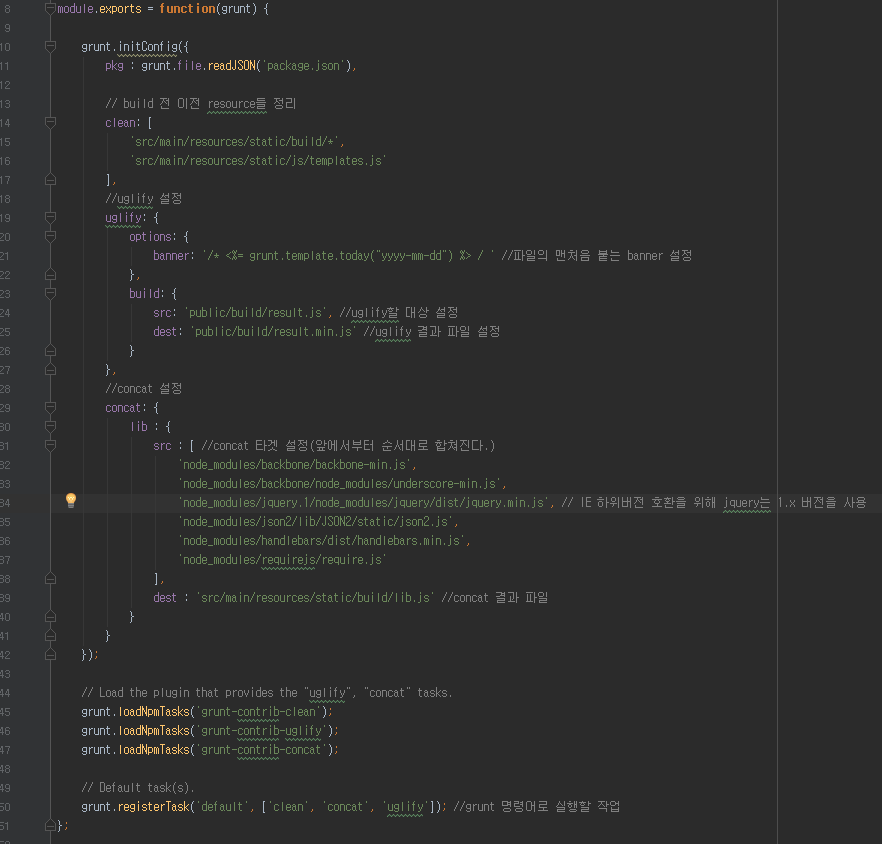 8 module.exports = function(grunt) {
9
10 grunt.initConfig({
11 pkg : grunt.file.readJSON('package.json'),
12
13 // build 전 이전 resource들 정리
14 clean: [
15 'src/main/resources/static/build/*',
16 'src/main/resources/static/js/templates.js'
17 ],
18 //uglify 설정
19 uglify: {
20 options: {
21 banner: '/* <%= grunt.template.today("yyyy-mm-dd") %> / ' //파일의 맨처음 붙는 banner 설정
22 },
23 build: {
24 src: 'public/build/result.js', //uglify할 대상 설정
25 dest: 'public/build/result.min.js' //uglify 결과 파일 설정
26 }
27 },
28 //concat 설정
29 concat: {
30 lib : {
31 src : [ //concat 타겟 설정(앞에서부터 순서대로 합쳐진다.)
32 'node_modules/backbone/backbone-min.js',
33 'node_modules/backbone/node_modules/underscore-min.js',
34 'node_modules/jquery.1/node_modules/jquery/dist/jquery.min.js', // IE 하위버전 호환을 위해 jquery는 1.x 버전을 사용
35 'node_modules/json2/lib/JSON2/static/json2.js',
36 'node_modules/handlebars/dist/handlebars.min.js',
37 'node_modules/requirejs/require.js'
38 ],
39 dest : 'src/main/resources/static/build/lib.js' //concat 결과 파일
40 }
41 }
42 });
43
44 // Load the plugin that provides the "uglify", "concat" tasks.
45 grunt.loadNpmTasks('grunt-contrib-clean');
46 grunt.loadNpmTasks('grunt-contrib-uglify');
47 grunt.loadNpmTasks('grunt-contrib-concat');
48
49 // Default task(s).
50 grunt.registerTask('default', ['clean', 'concat', 'uglify']); //grunt 명령어로 실행할 작업
51 };